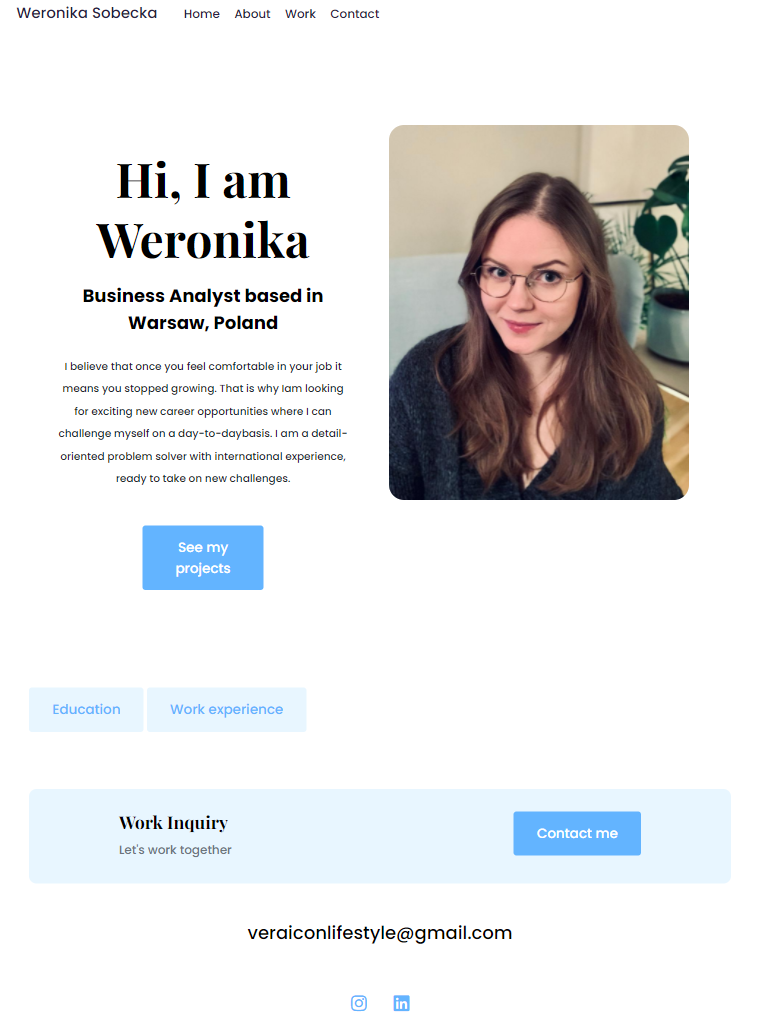 Weronika Sobecka Home About Work Contact
Hi, I am
Weronika
Business Analyst based in
Warsaw, Poland
I believe that once you feel comfortable in your job it
means you stopped growing. That is why Iam looking
for exciting new career opportunities where I can
challenge myself on a day-to-daybasis. I am a detail-
oriented problem solver with international experience,
ready to take on new challenges.
See my
projects
Education Work experience
Work Inquiry
Let's work together
Contact me
veraiconlifestyle@gmail.com
in